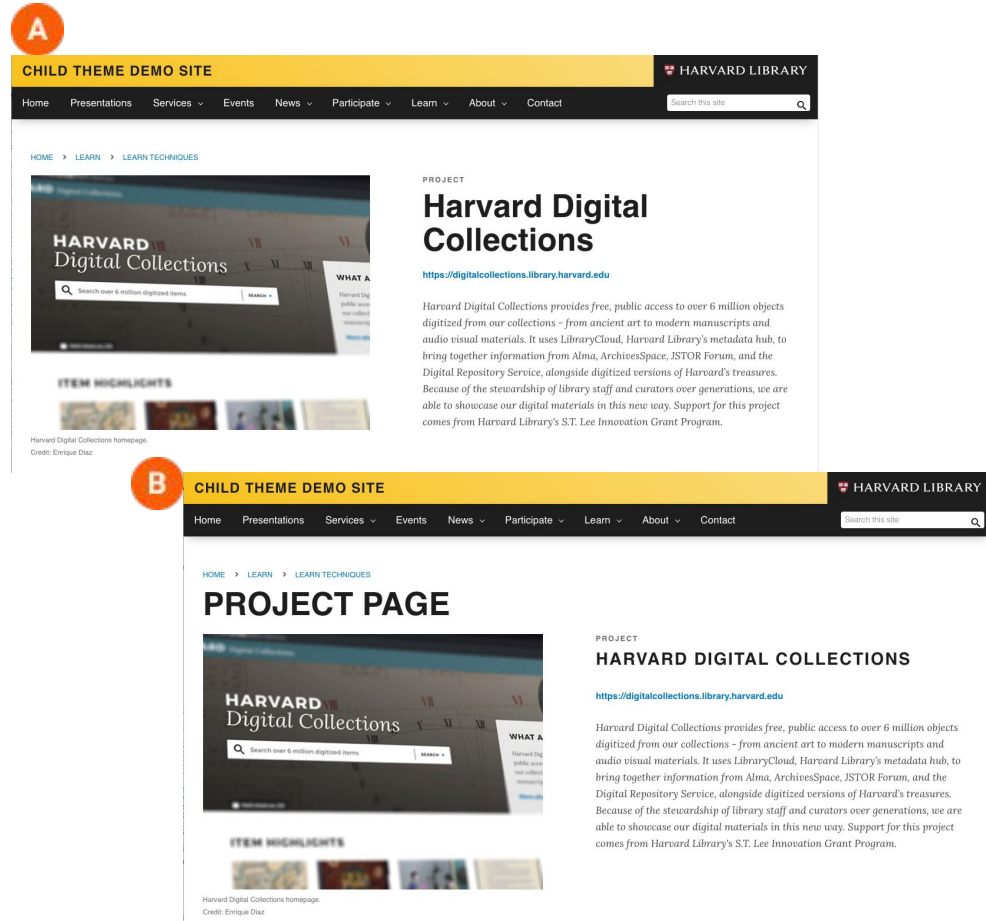 A
CHILD THEME DEMO SITE
HARVARD LIBRARY
Home Presentations Services Events News Participate Learn About Contact
Search this site
HOME > LEARN > LEARN TECHNIQUES
HARVARD
Digital Collections
Search over 6 million digitized items
SEARCH
WHAT A
Harvard Dig
public acce
ITEM HIGHLIGHTS
Harvard Digital Collections homepage.
Credit: Enrique Diaz
PROJECT
Harvard Digital
Collections
https://digitalcollections.library.harvard.edu
Harvard Digital Collections provides free, public access to over 6 million objects
digitized from our collections - from ancient art to modern manuscripts and
audio visual materials. It uses LibraryCloud, Harvard Library's metadata hub, to
bring together information from Alma, ArchivesSpace, JSTOR Forum, and the
Digital Repository Service, alongside digitized versions of Harvard's treasures.
Because of the stewardship of library staff and curators over generations, we are
able to showcase our digital materials in this new way. Support for this project
comes from Harvard Library's S.T. Lee Innovation Grant Program.
B
CHILD THEME DEMO SITE
HARVARD LIBRARY
Home Presentations Services Events News Participate Learn About Contact
Search this site
HOME > LEARN > LEARN TECHNIQUES
PROJECT PAGE
HARVARD
Digital Collections
Search over 6 million digitized items
SEARCH
WHAT A
Harvard Dig
public acce
ITEM HIGHLIGHTS
Harvard Digital Collections homepage.
Credit: Enrique Diaz
PROJECT
HARVARD DIGITAL COLLECTIONS
https://digitalcollections.library.harvard.edu
Harvard Digital Collections provides free, public access to over 6 million objects
digitized from our collections - from ancient art to modern manuscripts and
audio visual materials. It uses LibraryCloud, Harvard Library's metadata hub, to
bring together information from Alma, ArchivesSpace, JSTOR Forum, and the
Digital Repository Service, alongside digitized versions of Harvard's treasures.
Because of the stewardship of library staff and curators over generations, we are
able to showcase our digital materials in this new way. Support for this project
comes from Harvard Library's S.T. Lee Innovation Grant Program.